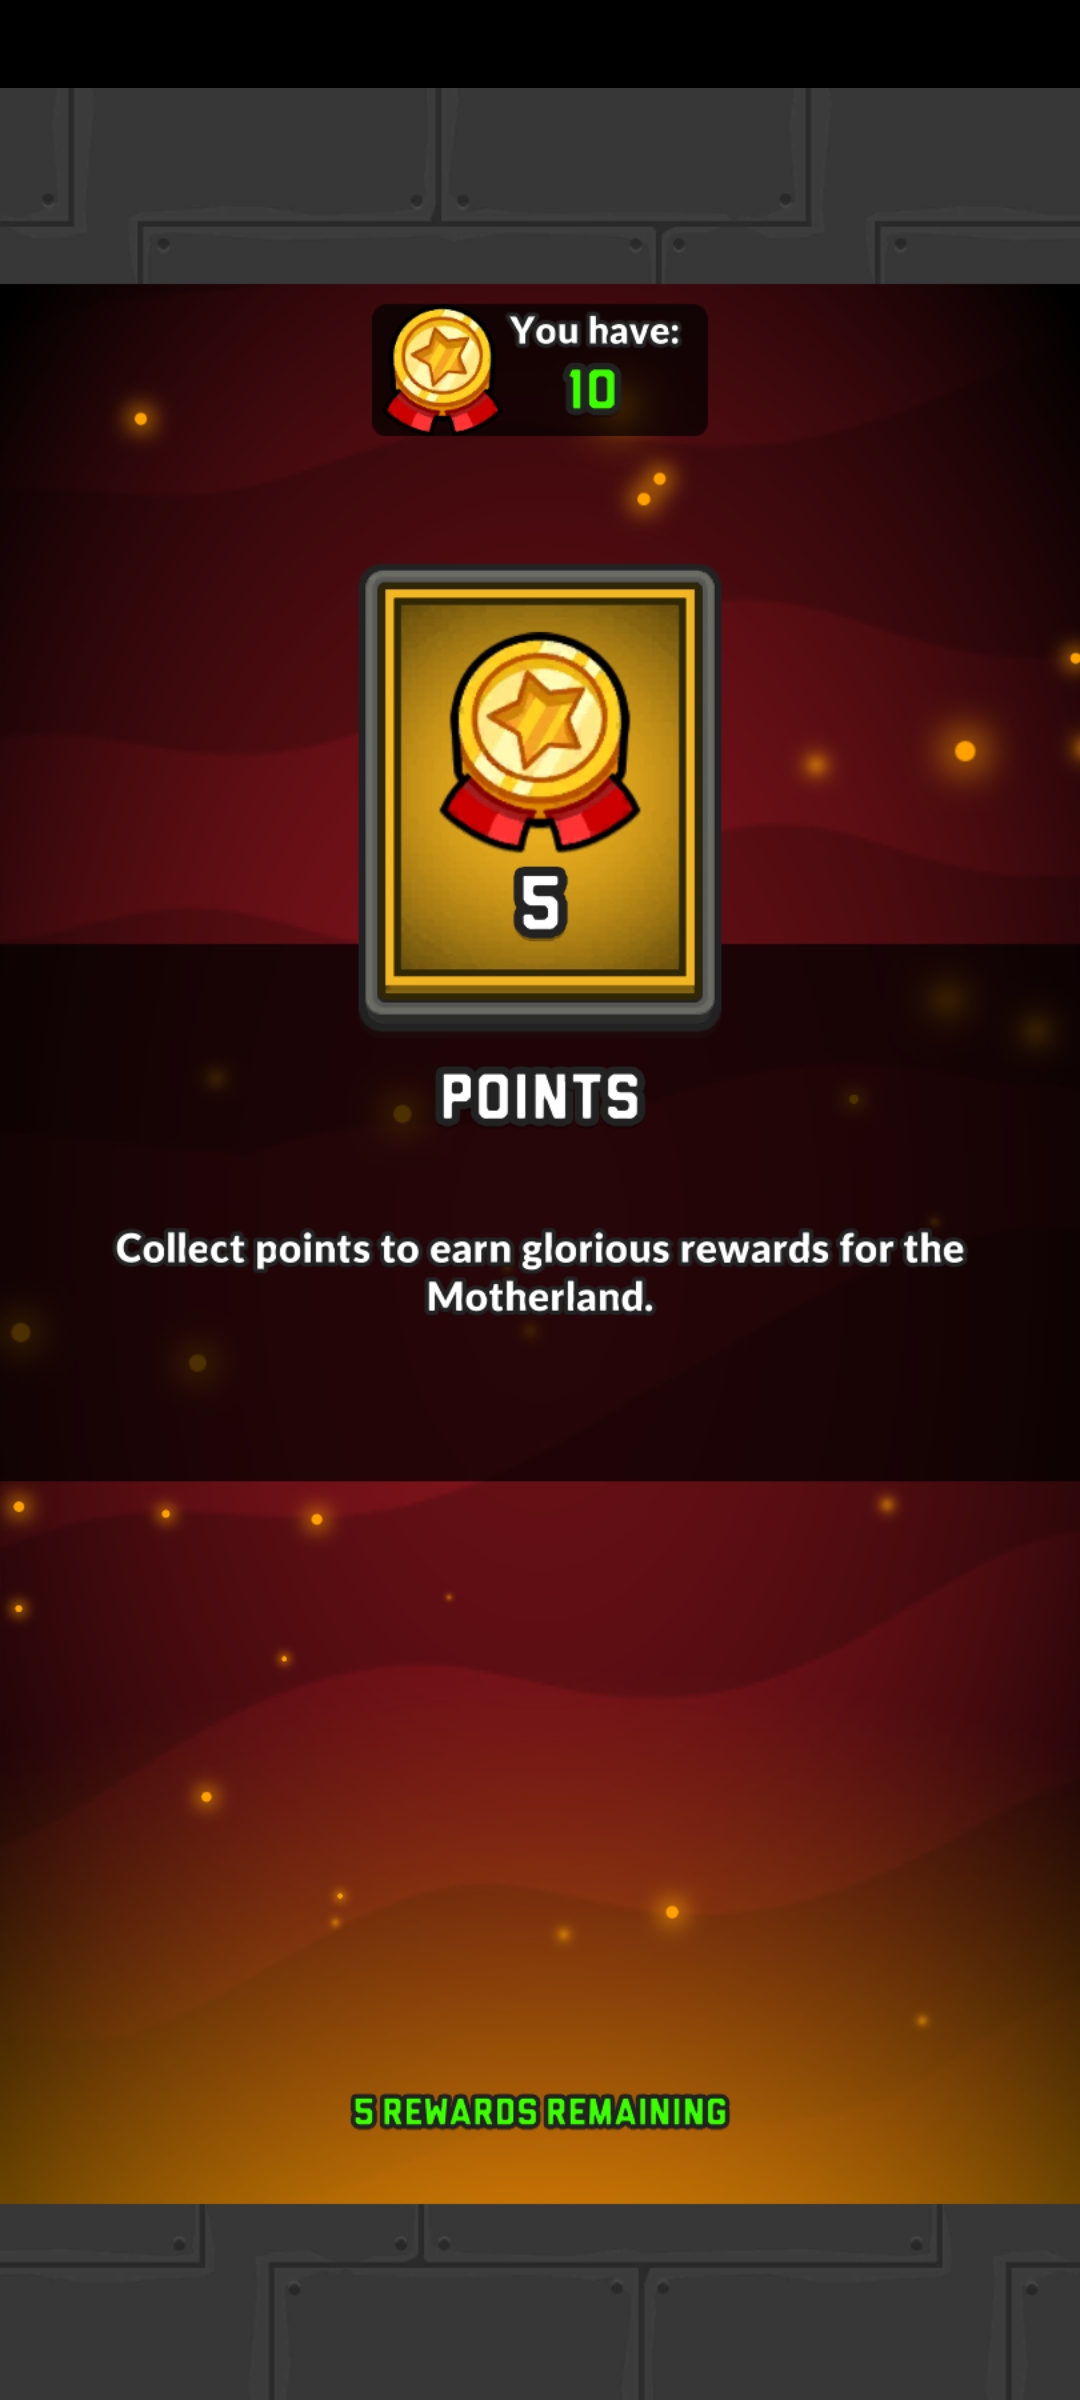 You have:
10
5
POINTS
Collect points to earn glorious rewards for the
Motherland.
5 REWARDS REMAINING